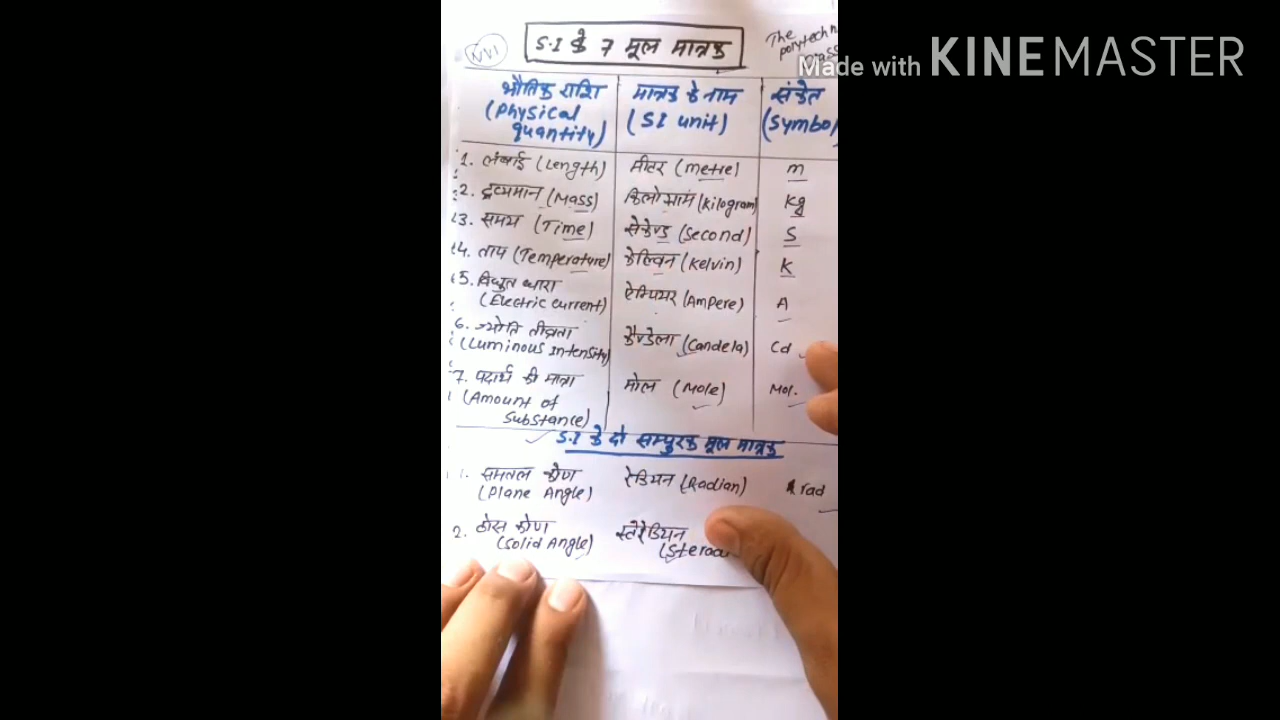 NVI
S.I के 7 मूल मात्रक
The
polytechn
Made with KINEMASTER
भौतिक राशि मात्रक के नाम संकेत
(Physical (SI unit) (Symbol
quantity)
1. लंबाई (Length) मीटर (metre) m
2. द्रव्यमान (Mass) किलोग्राम (Kilogram) Kg
3. समय (Time) सेकेण्ड (Second) S
4. ताप (Temperature) केल्विन (Kelvin) K
5. विद्युत धारा
(Electric current) ऐम्पियर (Ampere) A
6. ज्योति तीव्रता
(Luminous Intensity) कैण्डेला (Candela) Cd
7. पदार्थ की मात्रा मोल (Mole) Mol.
(Amount of
Substance)
S.I के दो सम्पुरक मूल मात्रक
1. समतल कोण रेडियन (Radian) rad
(Plane Angle)
2. ठोस कोण स्तेरेडियन
(Solid Angle) (Sterad